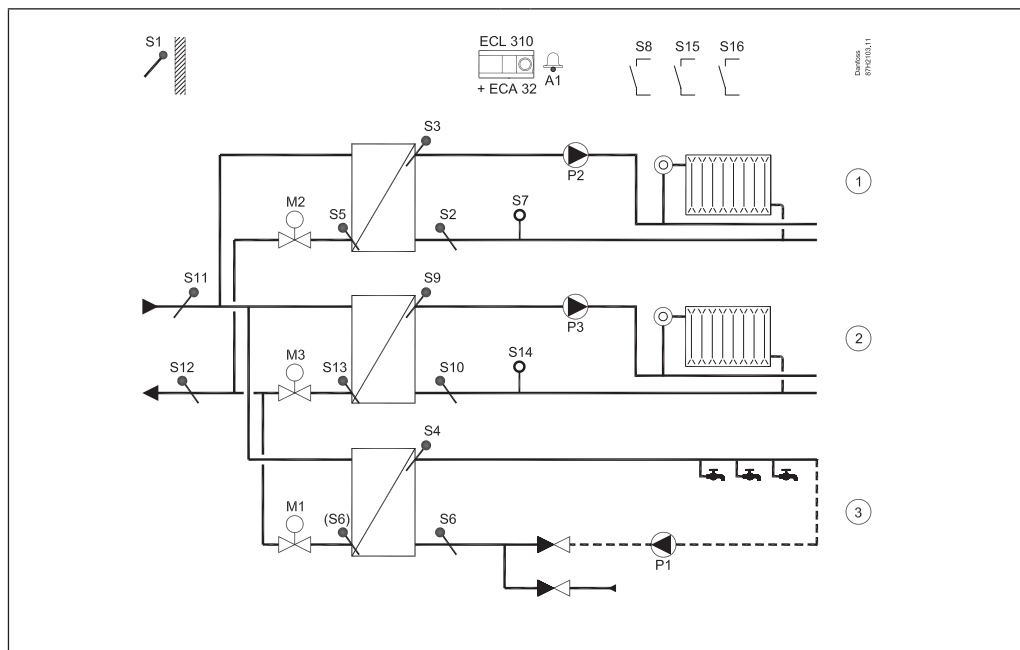 S1
ECL 310
A1
+ ECA 32
S8 S15 S16
Danfoss
87H2103.11
S3
P2
M2
S5
S2
S7
1
S11
S9
P3
M3
S12
S13
S10
S14
2
S4
M1
(S6)
S6
P1
3